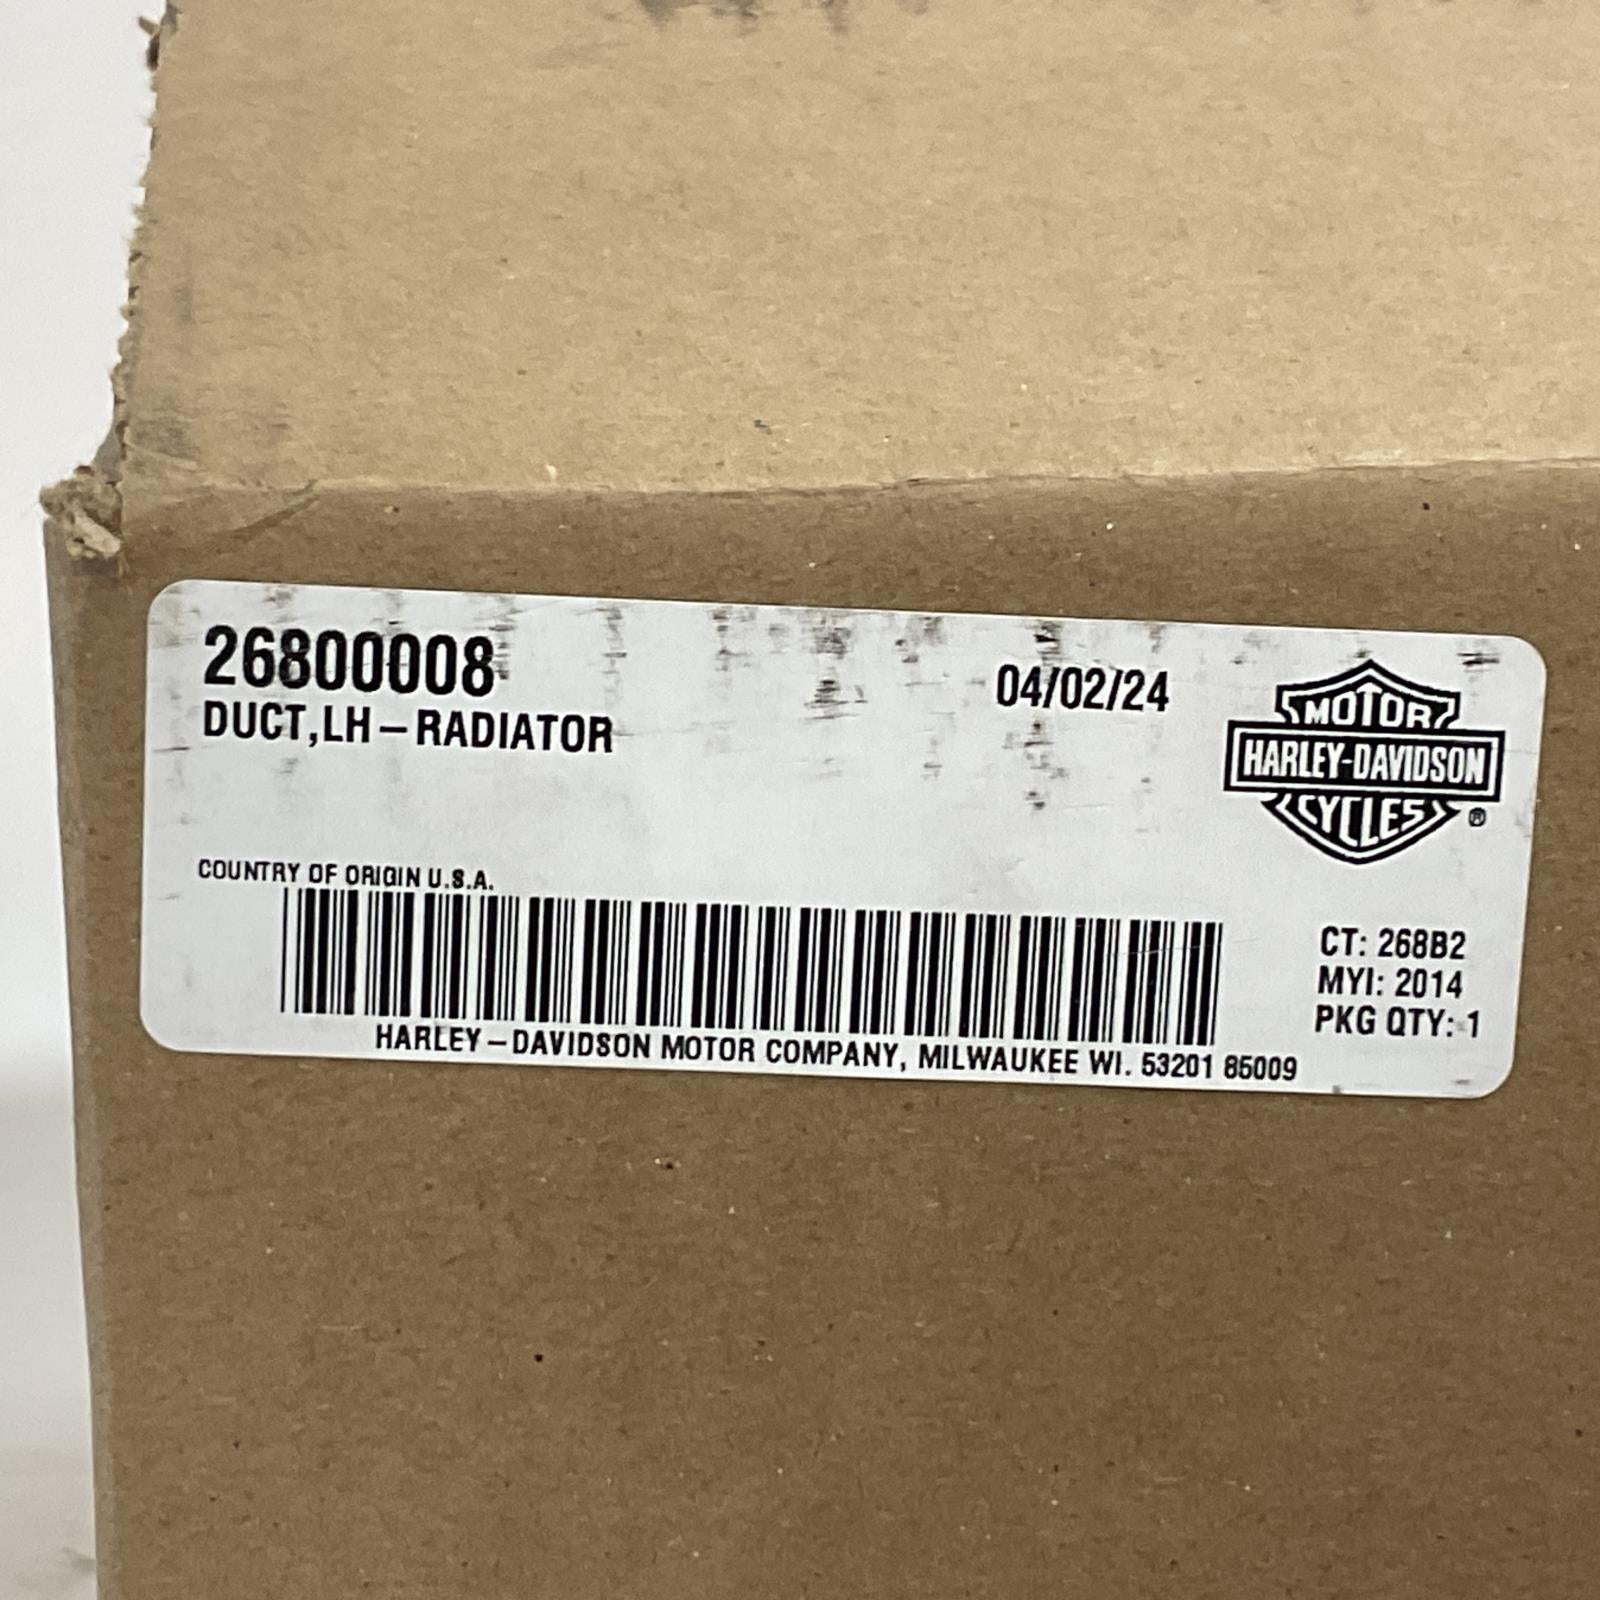 26800008
DUCT,LH–RADIATOR
04/02/24
MOTOR
HARLEY-DAVIDSON
CYCLES ®
COUNTRY OF ORIGIN U.S.A.
CT: 268B2
MYI: 2014
PKG QTY: 1
HARLEY–DAVIDSON MOTOR COMPANY, MILWAUKEE WI. 53201 85009